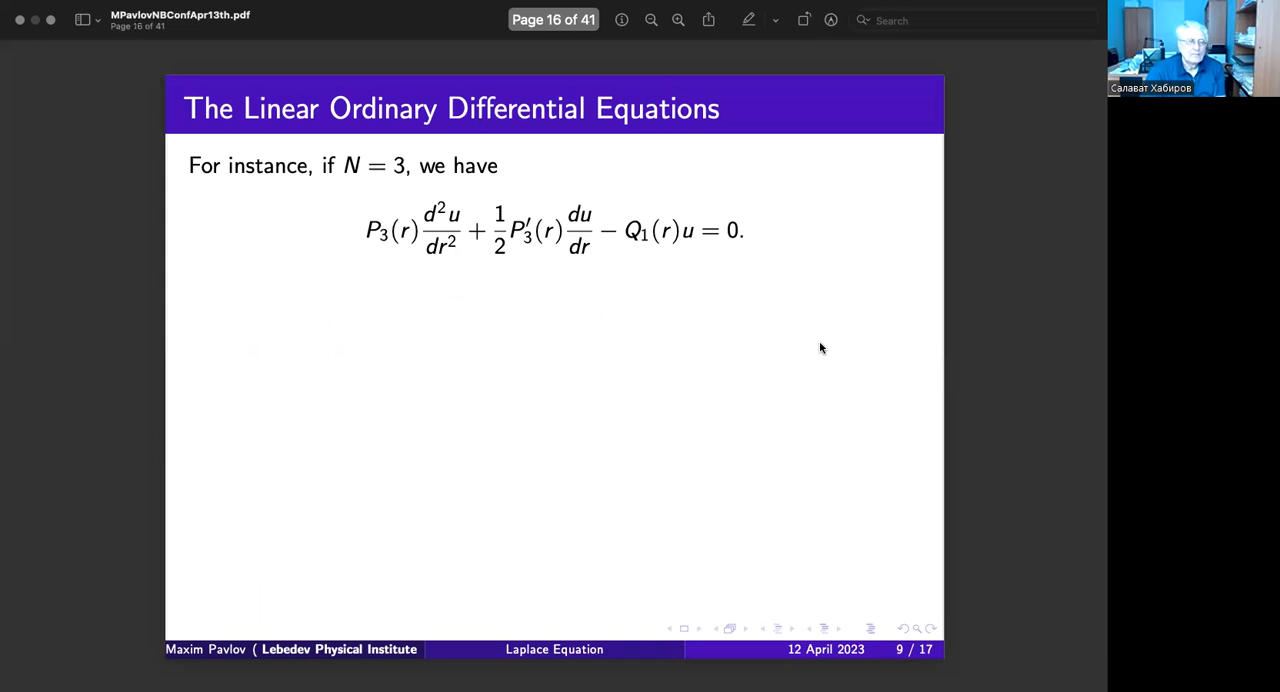 MPavlovNBConfApr13th.pdf
Page 16 of 41
Page 16 of 41
Search
Салават Хабиров
The Linear Ordinary Differential Equations
For instance, if N = 3, we have
P₃(r) d²u/dr² + 1/2 P₃′(r) du/dr − Q₁(r)u = 0.
Maxim Pavlov ( Lebedev Physical Institute
Laplace Equation
12 April 2023
9 / 17